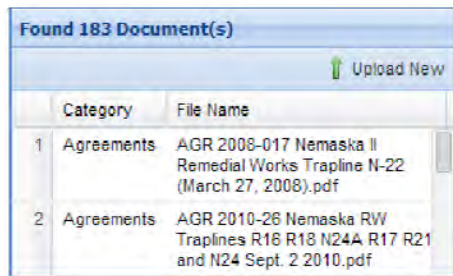 Found 183 Document(s)
Upload New
Category File Name
1 Agreements AGR 2008-017 Nemaska II
Remedial Works Trapline N-22
(March 27, 2008).pdf
2 Agreements AGR 2010-26 Nemaska RW
Traplines R16 R18 N24A R17 R21
and N24 Sept. 2 2010.pdf